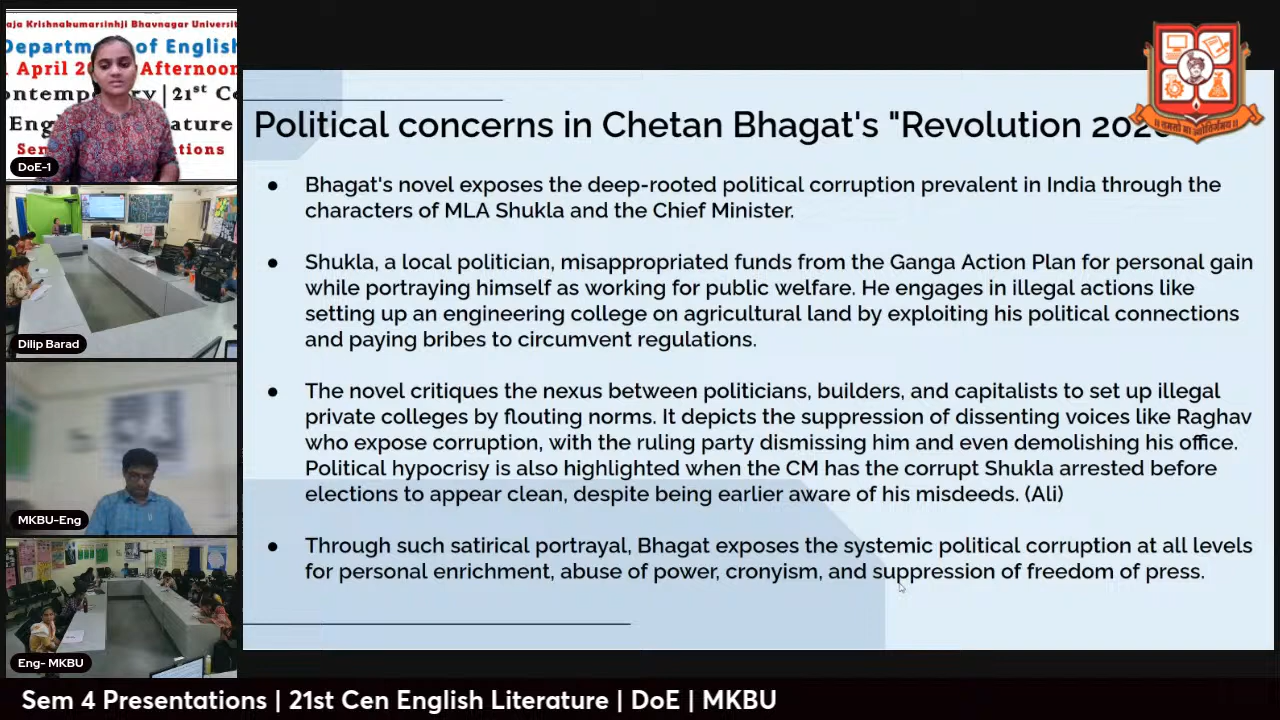 aja Krishnakumarsinhji Bhavnagar Universit
Department of English
April 20 Afternoon
21st
English
DoE-1
Dilip Barad
MKBU-Eng
Eng- MKBU
Political concerns in Chetan Bhagat's "Revolution 2020
● Bhagat's novel exposes the deep-rooted political corruption prevalent in India through the
characters of MLA Shukla and the Chief Minister.
● Shukla, a local politician, misappropriated funds from the Ganga Action Plan for personal gain
while portraying himself as working for public welfare. He engages in illegal actions like
setting up an engineering college on agricultural land by exploiting his political connections
and paying bribes to circumvent regulations.
● The novel critiques the nexus between politicians, builders, and capitalists to set up illegal
private colleges by flouting norms. It depicts the suppression of dissenting voices like Raghav
who expose corruption, with the ruling party dismissing him and even demolishing his office.
Political hypocrisy is also highlighted when the CM has the corrupt Shukla arrested before
elections to appear clean, despite being earlier aware of his misdeeds. (Ali)
● Through such satirical portrayal, Bhagat exposes the systemic political corruption at all levels
for personal enrichment, abuse of power, cronyism, and suppression of freedom of press.
।। तमसो मा ज्योतिर्गमय ।।
Sem 4 Presentations | 21st Cen English Literature | DoE | MKBU